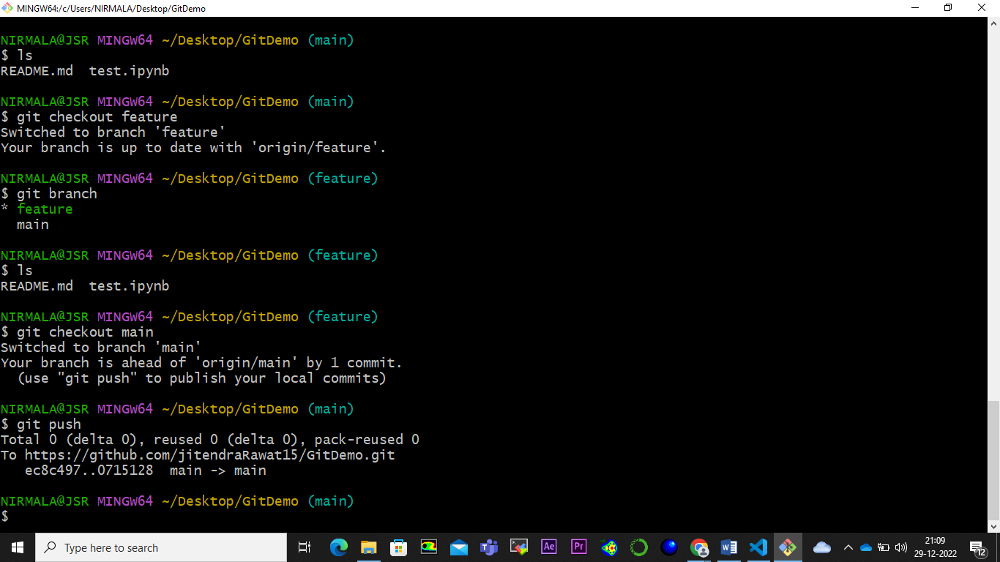 MINGW64:/c/Users/NIRMALA/Desktop/GitDemo
NIRMALA@JSR MINGW64 ~/Desktop/GitDemo (main)
$ ls
README.md  test.ipynb
NIRMALA@JSR MINGW64 ~/Desktop/GitDemo (main)
$ git checkout feature
Switched to branch 'feature'
Your branch is up to date with 'origin/feature'.
NIRMALA@JSR MINGW64 ~/Desktop/GitDemo (feature)
$ git branch
* feature
  main
NIRMALA@JSR MINGW64 ~/Desktop/GitDemo (feature)
$ ls
README.md  test.ipynb
NIRMALA@JSR MINGW64 ~/Desktop/GitDemo (feature)
$ git checkout main
Switched to branch 'main'
Your branch is ahead of 'origin/main' by 1 commit.
  (use "git push" to publish your local commits)
NIRMALA@JSR MINGW64 ~/Desktop/GitDemo (main)
$ git push
Total 0 (delta 0), reused 0 (delta 0), pack-reused 0
To https://github.com/jitendraRawat15/GitDemo.git
   ec8c497..0715128  main -> main
NIRMALA@JSR MINGW64 ~/Desktop/GitDemo (main)
$
Type here to search
Ae
Pr
21:09
29-12-2022
12